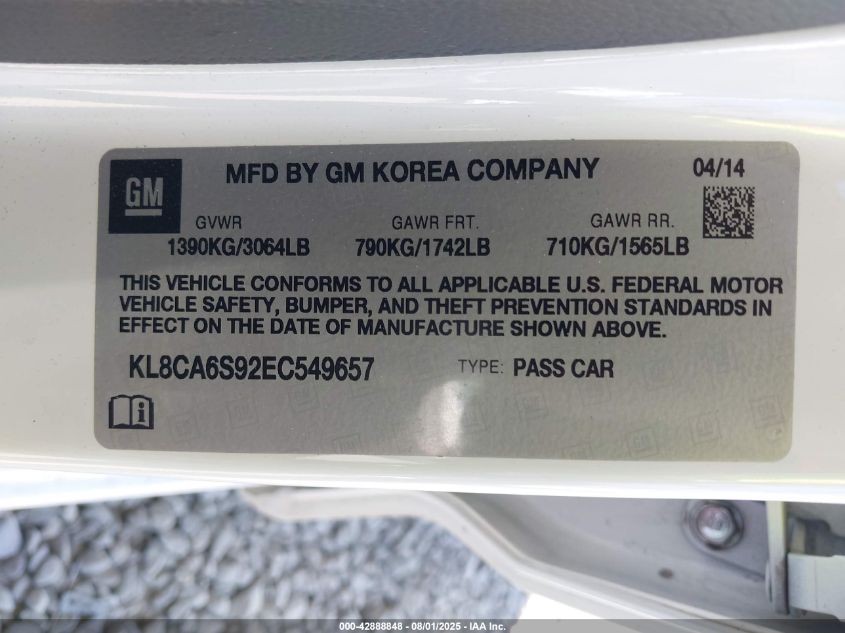 GM
MFD BY GM KOREA COMPANY
04/14
GVWR
GAWR FRT.
GAWR RR.
1390KG/3064LB
790KG/1742LB
710KG/1565LB
THIS VEHICLE CONFORMS TO ALL APPLICABLE U.S. FEDERAL MOTOR
VEHICLE SAFETY, BUMPER, AND THEFT PREVENTION STANDARDS IN
EFFECT ON THE DATE OF MANUFACTURE SHOWN ABOVE.
KL8CA6S92EC549657
TYPE: PASS CAR
000-42888848 - 08/01/2025 - IAA Inc.